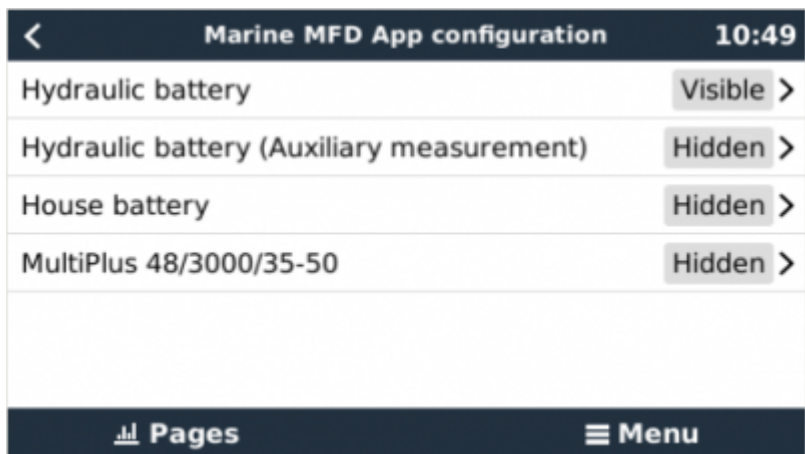 Marine MFD App configuration 10:49
Hydraulic battery Visible
Hydraulic battery (Auxiliary measurement) Hidden
House battery Hidden
MultiPlus 48/3000/35-50 Hidden
Pages Menu